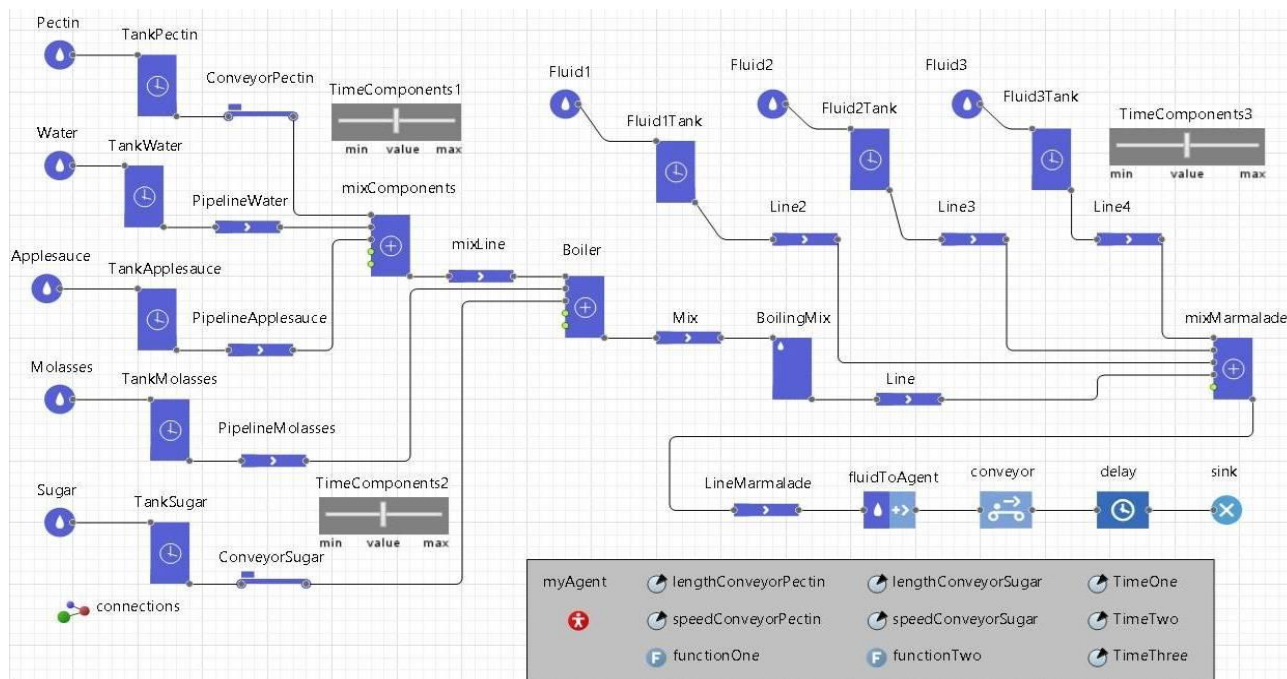 Pectin
TankPectin
ConveyorPectin
TimeComponents1
min value max
Water
TankWater
PipelineWater
mixComponents
Applesauce
TankApplesauce
PipelineApplesauce
mixLine
Boiler
Molasses
TankMolasses
PipelineMolasses
Sugar
TankSugar
TimeComponents2
min value max
ConveyorSugar
connections
Fluid1
Fluid1Tank
Line2
Fluid2
Fluid2Tank
Line3
Fluid3
Fluid3Tank
Line4
TimeComponents3
min value max
Mix
BoilingMix
Line
mixMarmalade
LineMarmalade
fluidToAgent
conveyor
delay
sink
myAgent
lengthConveyorPectin
lengthConveyorSugar
TimeOne
speedConveyorPectin
speedConveyorSugar
TimeTwo
F functionOne
F functionTwo
TimeThree